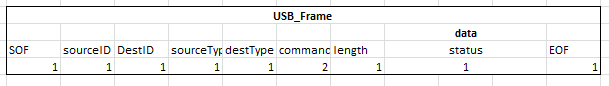 USB_Frame
data
SOF sourceID DestID sourceTyp destType command length status EOF
1 1 1 1 1 2 1 1 1